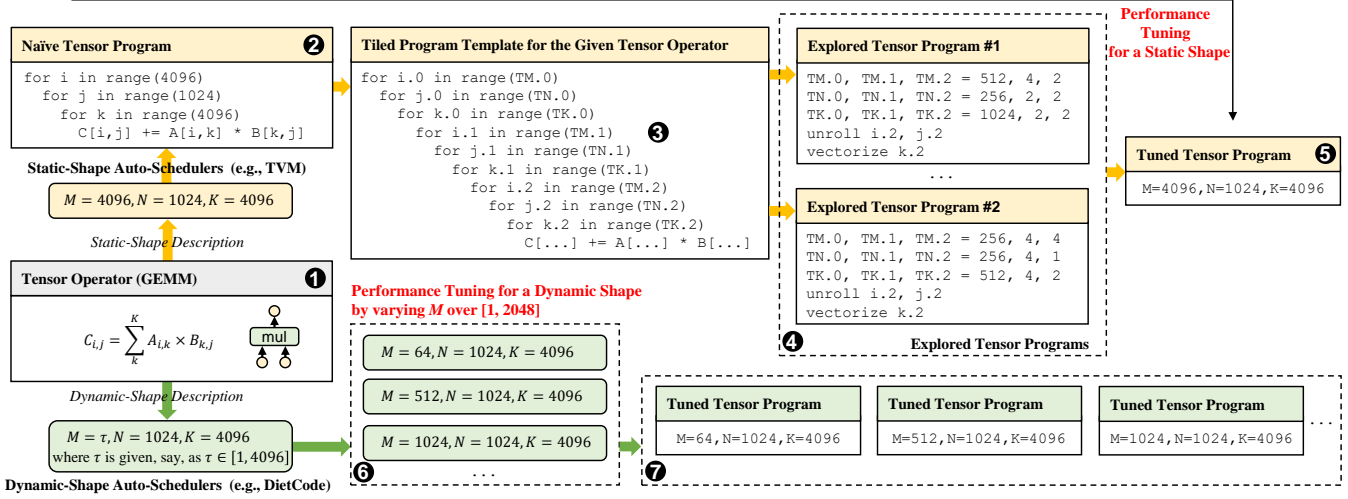 Naïve Tensor Program
❷
for i in range(4096)
for j in range(1024)
for k in range(4096)
C[i,j] += A[i,k] * B[k,j]
Static-Shape Auto-Schedulers (e.g., TVM)
M = 4096, N = 1024, K = 4096
Static-Shape Description
Tensor Operator (GEMM)
❶
C_{i,j} = \sum_{k}^{K} A_{i,k} × B_{k,j}
mul
Dynamic-Shape Description
M = τ, N = 1024, K = 4096
where τ is given, say, as τ ∈ [1, 4096]
Dynamic-Shape Auto-Schedulers (e.g., DietCode)
Tiled Program Template for the Given Tensor Operator
for i.0 in range(TM.0)
for j.0 in range(TN.0)
for k.0 in range(TK.0)
for i.1 in range(TM.1)
❸
for j.1 in range(TN.1)
for k.1 in range(TK.1)
for i.2 in range(TM.2)
for j.2 in range(TN.2)
for k.2 in range(TK.2)
C[...] += A[...] * B[...]
Explored Tensor Program #1
TM.0, TM.1, TM.2 = 512, 4, 2
TN.0, TN.1, TN.2 = 256, 2, 2
TK.0, TK.1, TK.2 = 1024, 2, 2
unroll i.2, j.2
vectorize k.2
...
Explored Tensor Program #2
TM.0, TM.1, TM.2 = 256, 4, 4
TN.0, TN.1, TN.2 = 256, 4, 1
TK.0, TK.1, TK.2 = 512, 4, 2
unroll i.2, j.2
vectorize k.2
❹
Explored Tensor Programs
Performance
Tuning
for a Static Shape
Tuned Tensor Program
❺
M=4096,N=1024,K=4096
Performance Tuning for a Dynamic Shape
by varying M over [1, 2048]
M = 64, N = 1024, K = 4096
M = 512, N = 1024, K = 4096
M = 1024, N = 1024, K = 4096
❻
...
Tuned Tensor Program
M=64,N=1024,K=4096
Tuned Tensor Program
M=512,N=1024,K=4096
Tuned Tensor Program
M=1024,N=1024,K=4096
...
❼